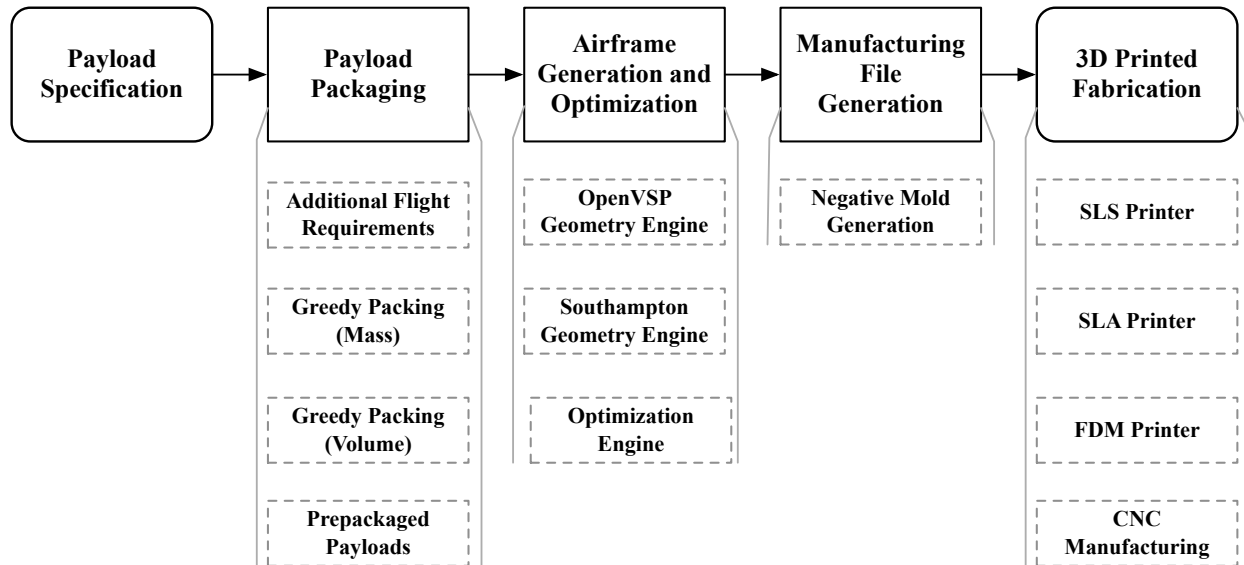 Payload
Specification
Payload
Packaging
Airframe
Generation and
Optimization
Manufacturing
File
Generation
3D Printed
Fabrication
Additional Flight
Requirements
Greedy Packing
(Mass)
Greedy Packing
(Volume)
Prepackaged
Payloads
OpenVSP
Geometry Engine
Southampton
Geometry Engine
Optimization
Engine
Negative Mold
Generation
SLS Printer
SLA Printer
FDM Printer
CNC
Manufacturing